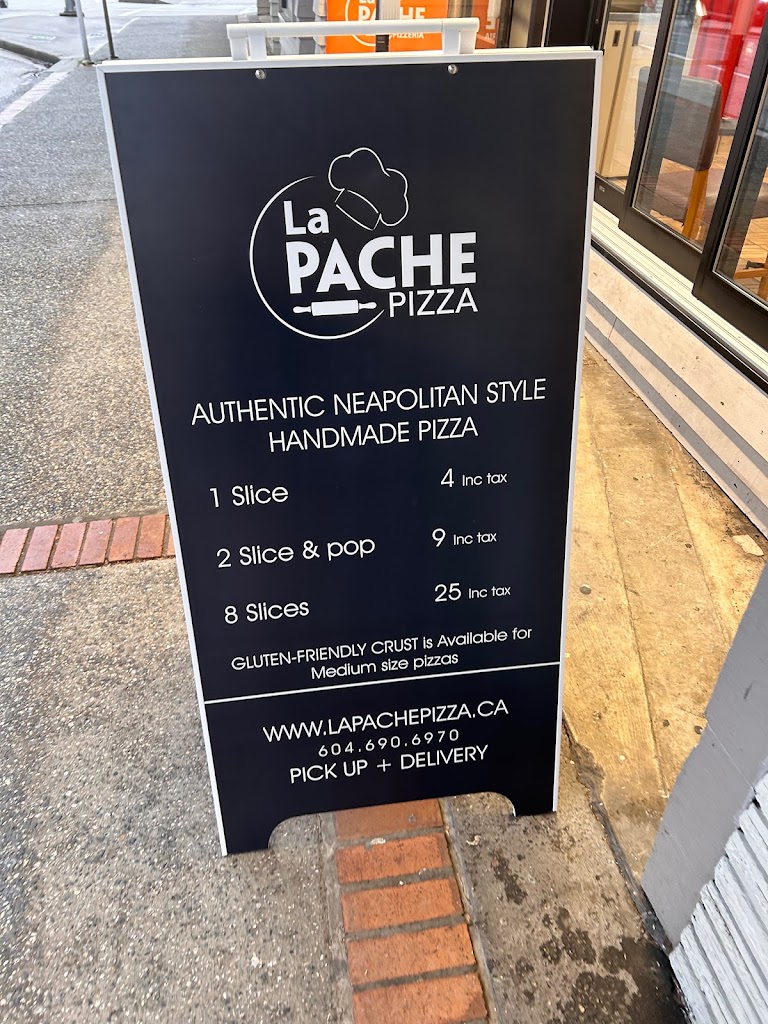 PIZZERIA
La
PACHE
PIZZA
AUTHENTIC NEAPOLITAN STYLE
HANDMADE PIZZA
1 Slice 4 Inc tax
2 Slice & pop 9 Inc tax
8 Slices 25 Inc tax
GLUTEN-FRIENDLY CRUST is Available for
Medium size pizzas
WWW.LAPACHEPIZZA.CA
604.690.6970
PICK UP + DELIVERY